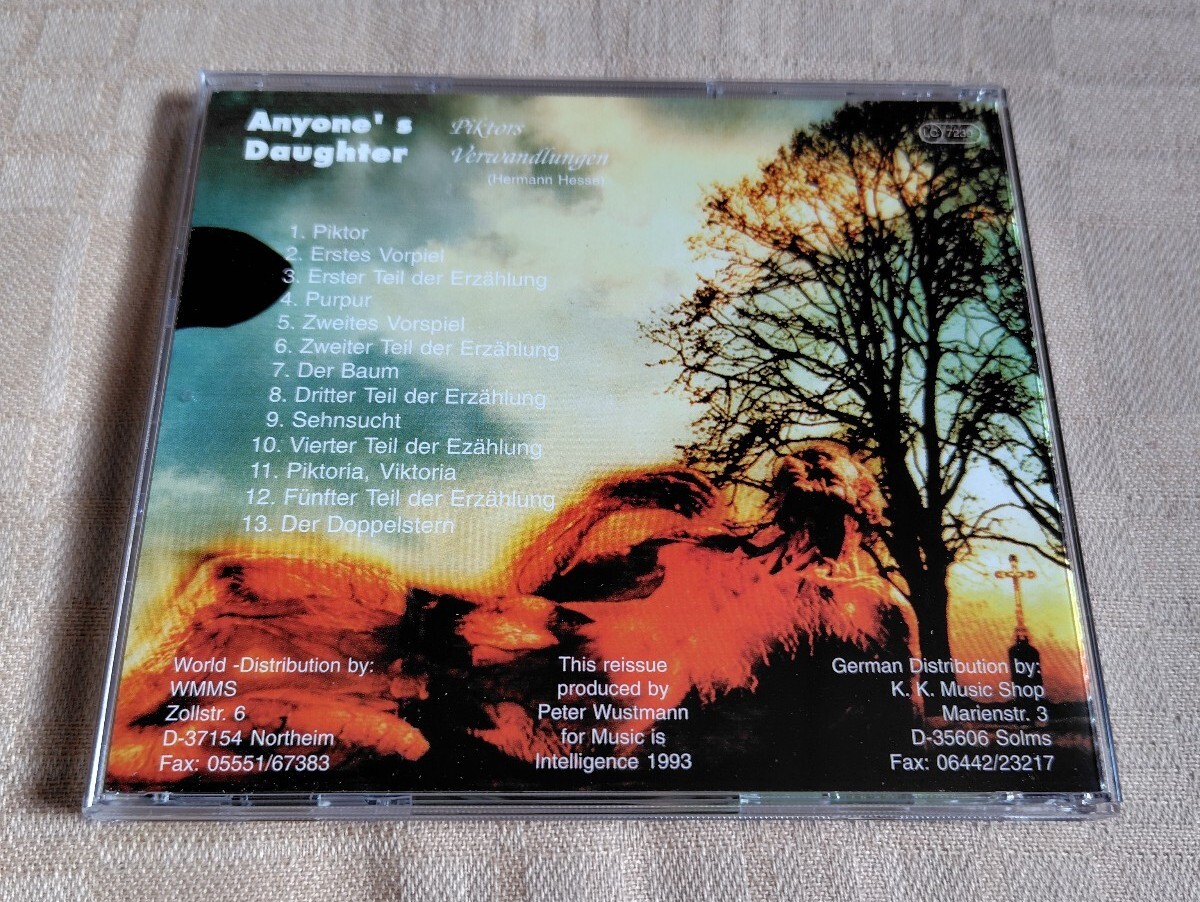 Anyone' s
Daughter
Piktors
Verwandlungen
(Hermann Hesse)
LC 7233
1. Piktor
2. Erstes Vorpiel
3. Erster Teil der Erzählung
4. Purpur
5. Zweites Vorspiel
6. Zweiter Teil der Erzählung
7. Der Baum
8. Dritter Teil der Erzählung
9. Sehnsucht
10. Vierter Teil der Ezählung
11. Piktoria, Viktoria
12. Fünfter Teil der Erzählung
13. Der Doppelstern
World -Distribution by:
WMMS
Zollstr. 6
D-37154 Northeim
Fax: 05551/67383
This reissue
produced by
Peter Wustmann
for Music is
Intelligence 1993
German Distribution by:
K. K. Music Shop
Marienstr. 3
D-35606 Solms
Fax: 06442/23217